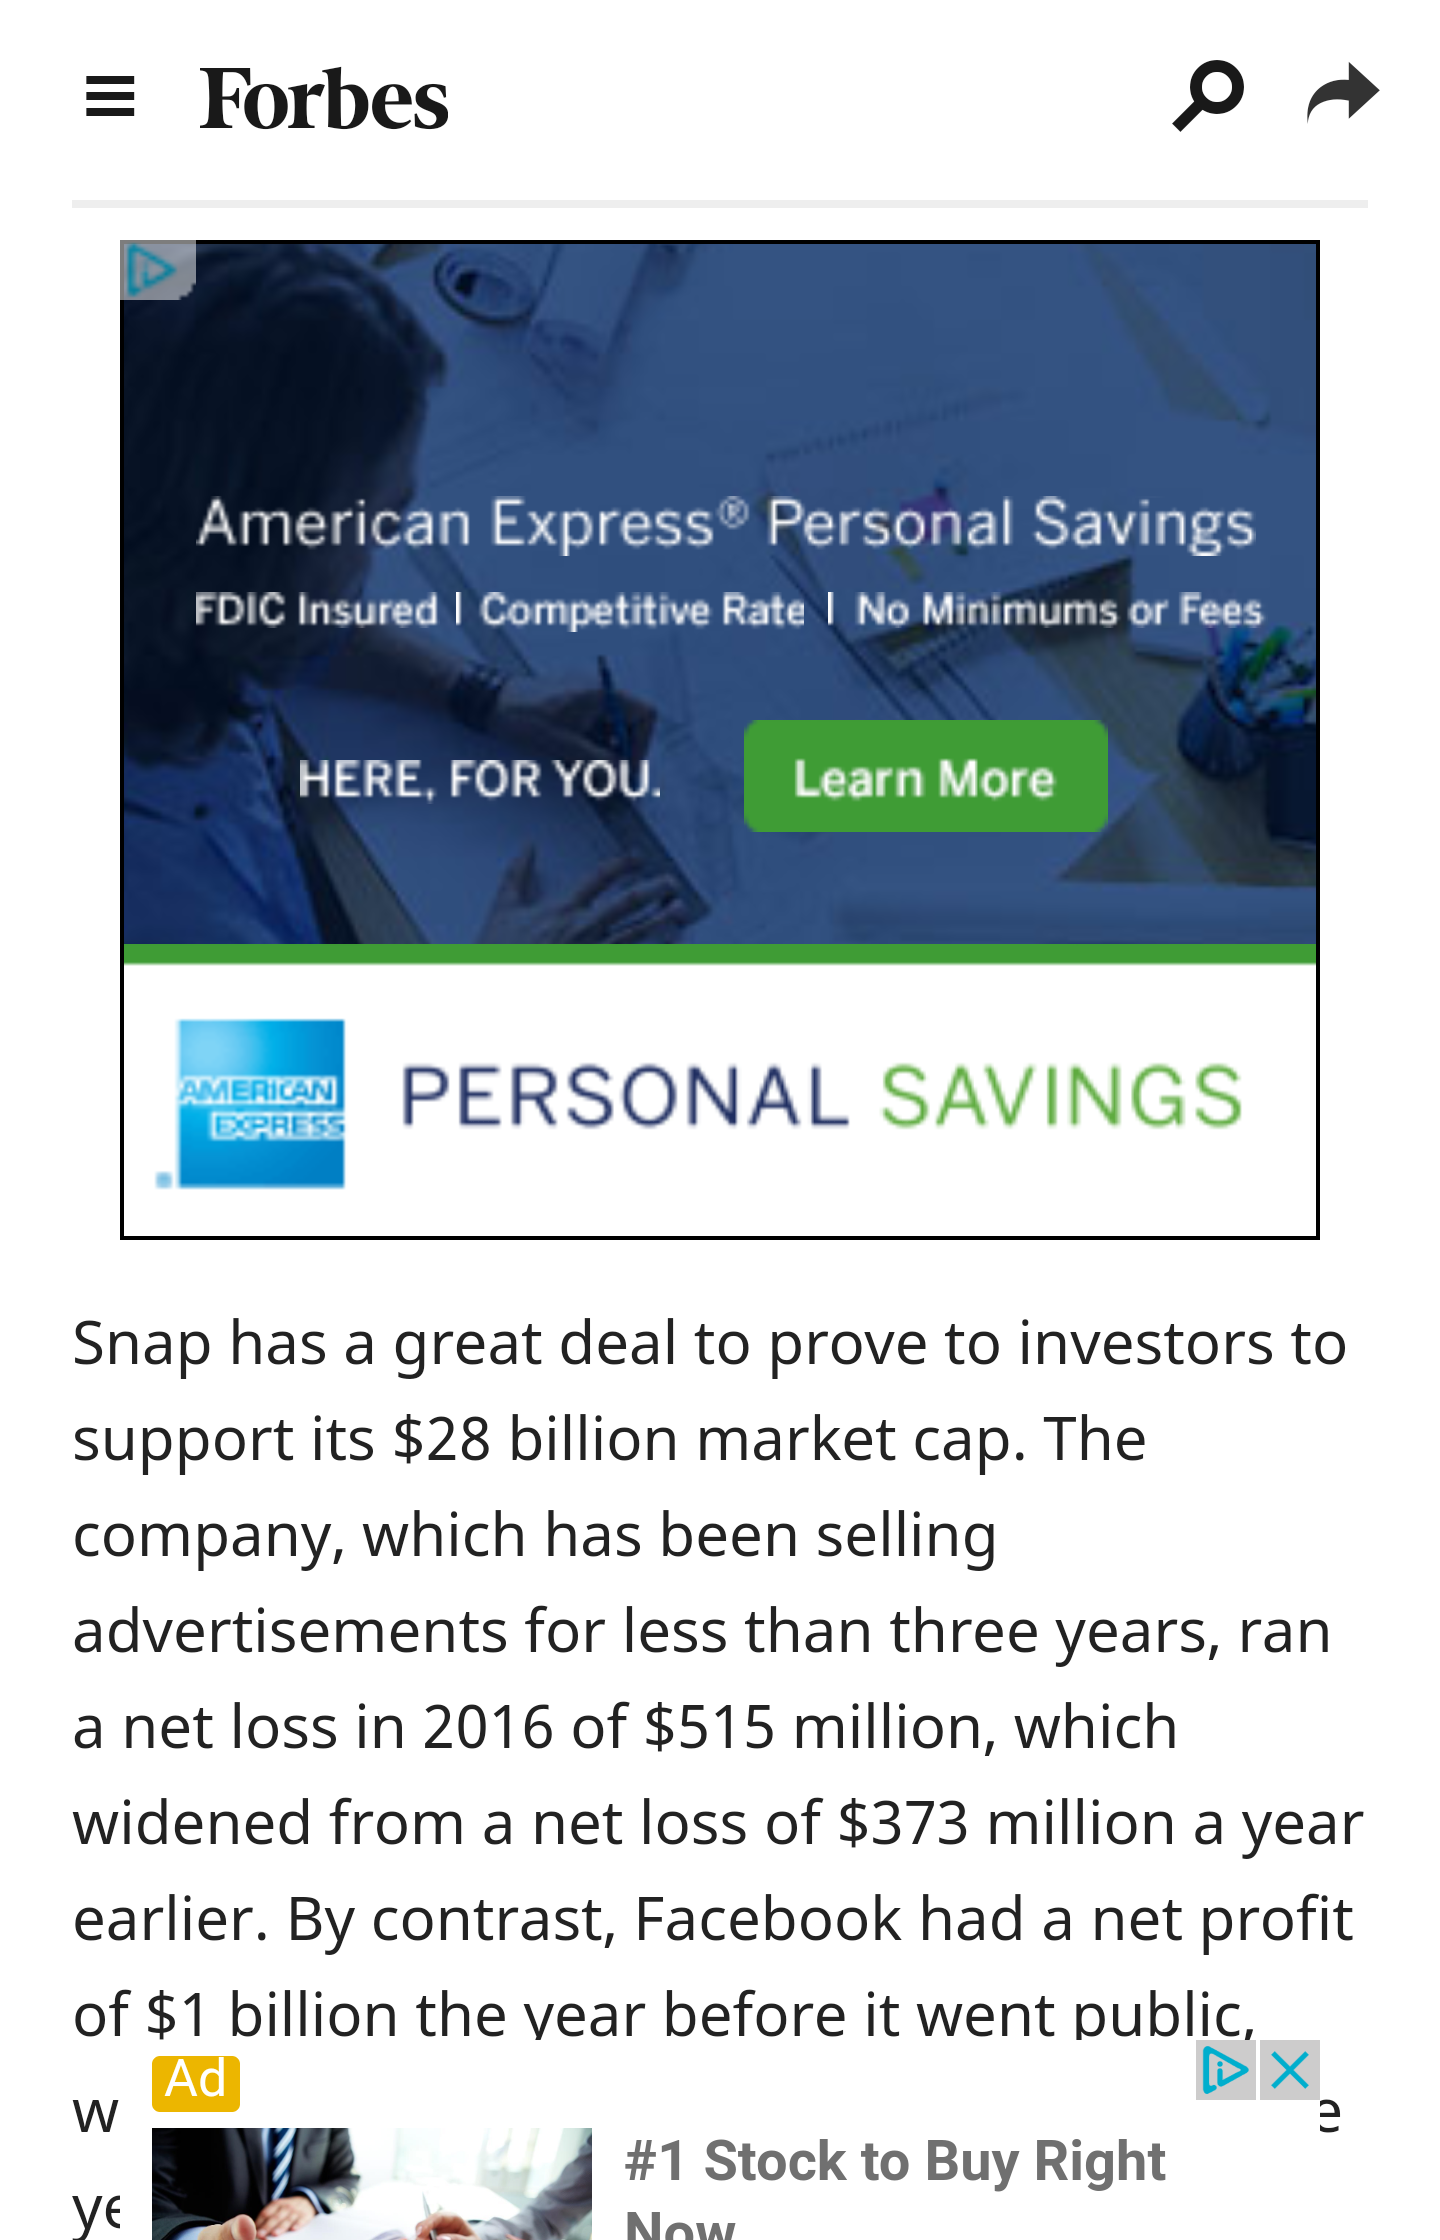 Forbes
American Express® Personal Savings
FDIC Insured | Competitive Rate | No Minimums or Fees
HERE, FOR YOU.
Learn More
AMERICAN
EXPRESS
PERSONAL SAVINGS
Snap has a great deal to prove to investors to
support its $28 billion market cap. The
company, which has been selling
advertisements for less than three years, ran
a net loss in 2016 of $515 million, which
widened from a net loss of $373 million a year
earlier. By contrast, Facebook had a net profit
of $1 billion the year before it went public,
Ad
#1 Stock to Buy Right
Now